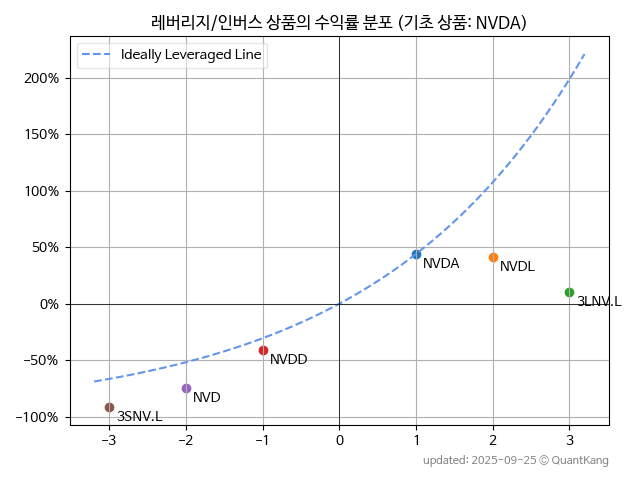 레버리지/인버스 상품의 수익률 분포 (기초 상품: NVDA)
Ideally Leveraged Line
200%
150%
100%
50%
0%
−50%
−100%
NVDA
NVDL
3LNV.L
NVDD
NVD
3SNV.L
−3 −2 −1 0 1 2 3
updated: 2025-09-25 © QuantKang